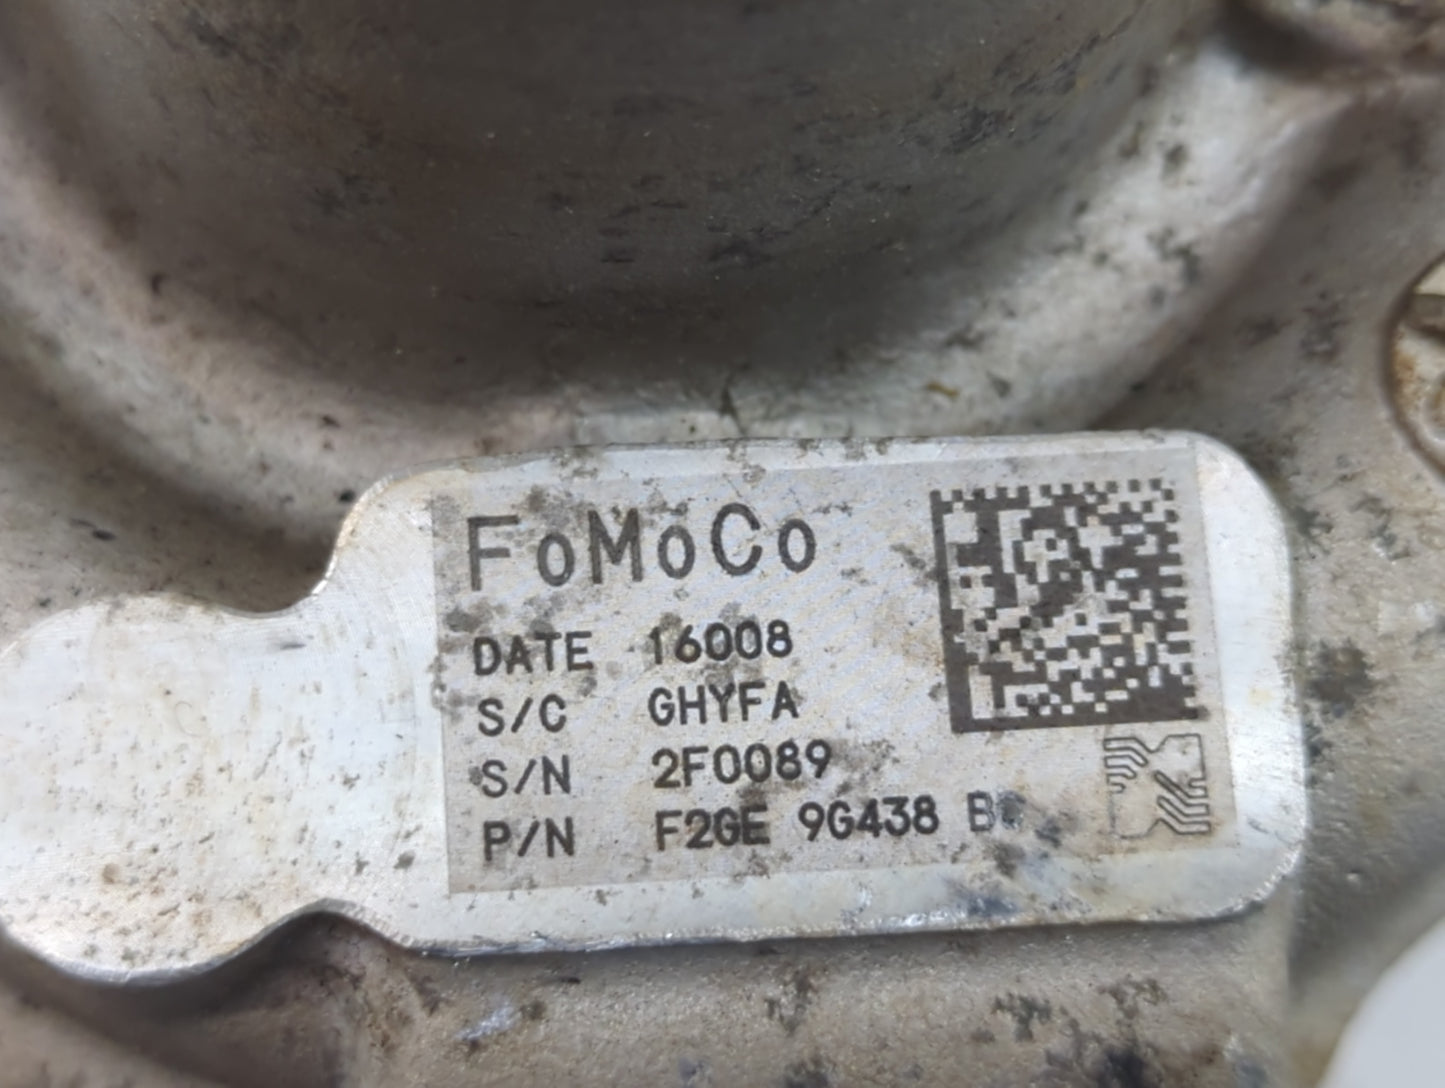 FoMoCo
DATE 16008
S/C GHYFA
S/N 2F0089
P/N F2GE 9G438